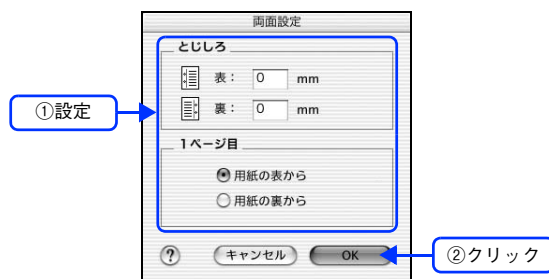 両面設定
とじしろ
表： 0 mm
①設定
裏： 0 mm
1ページ目
用紙の表から
用紙の裏から
? キャンセル OK
②クリック